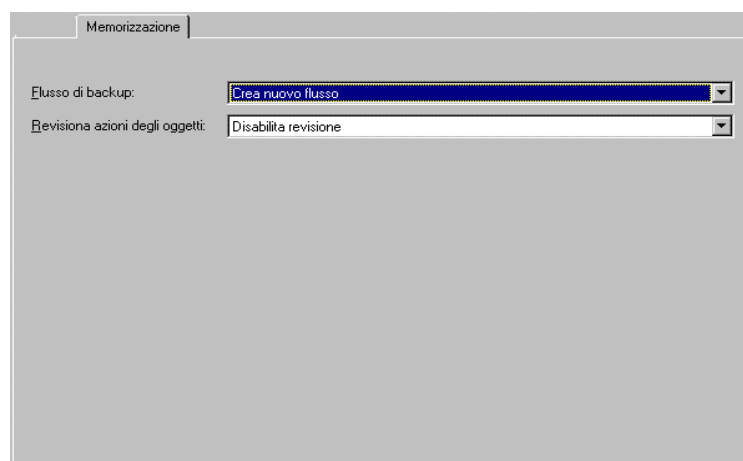 Memorizzazione
Flusso di backup:
Crea nuovo flusso
Revisiona azioni degli oggetti:
Disabilita revisione